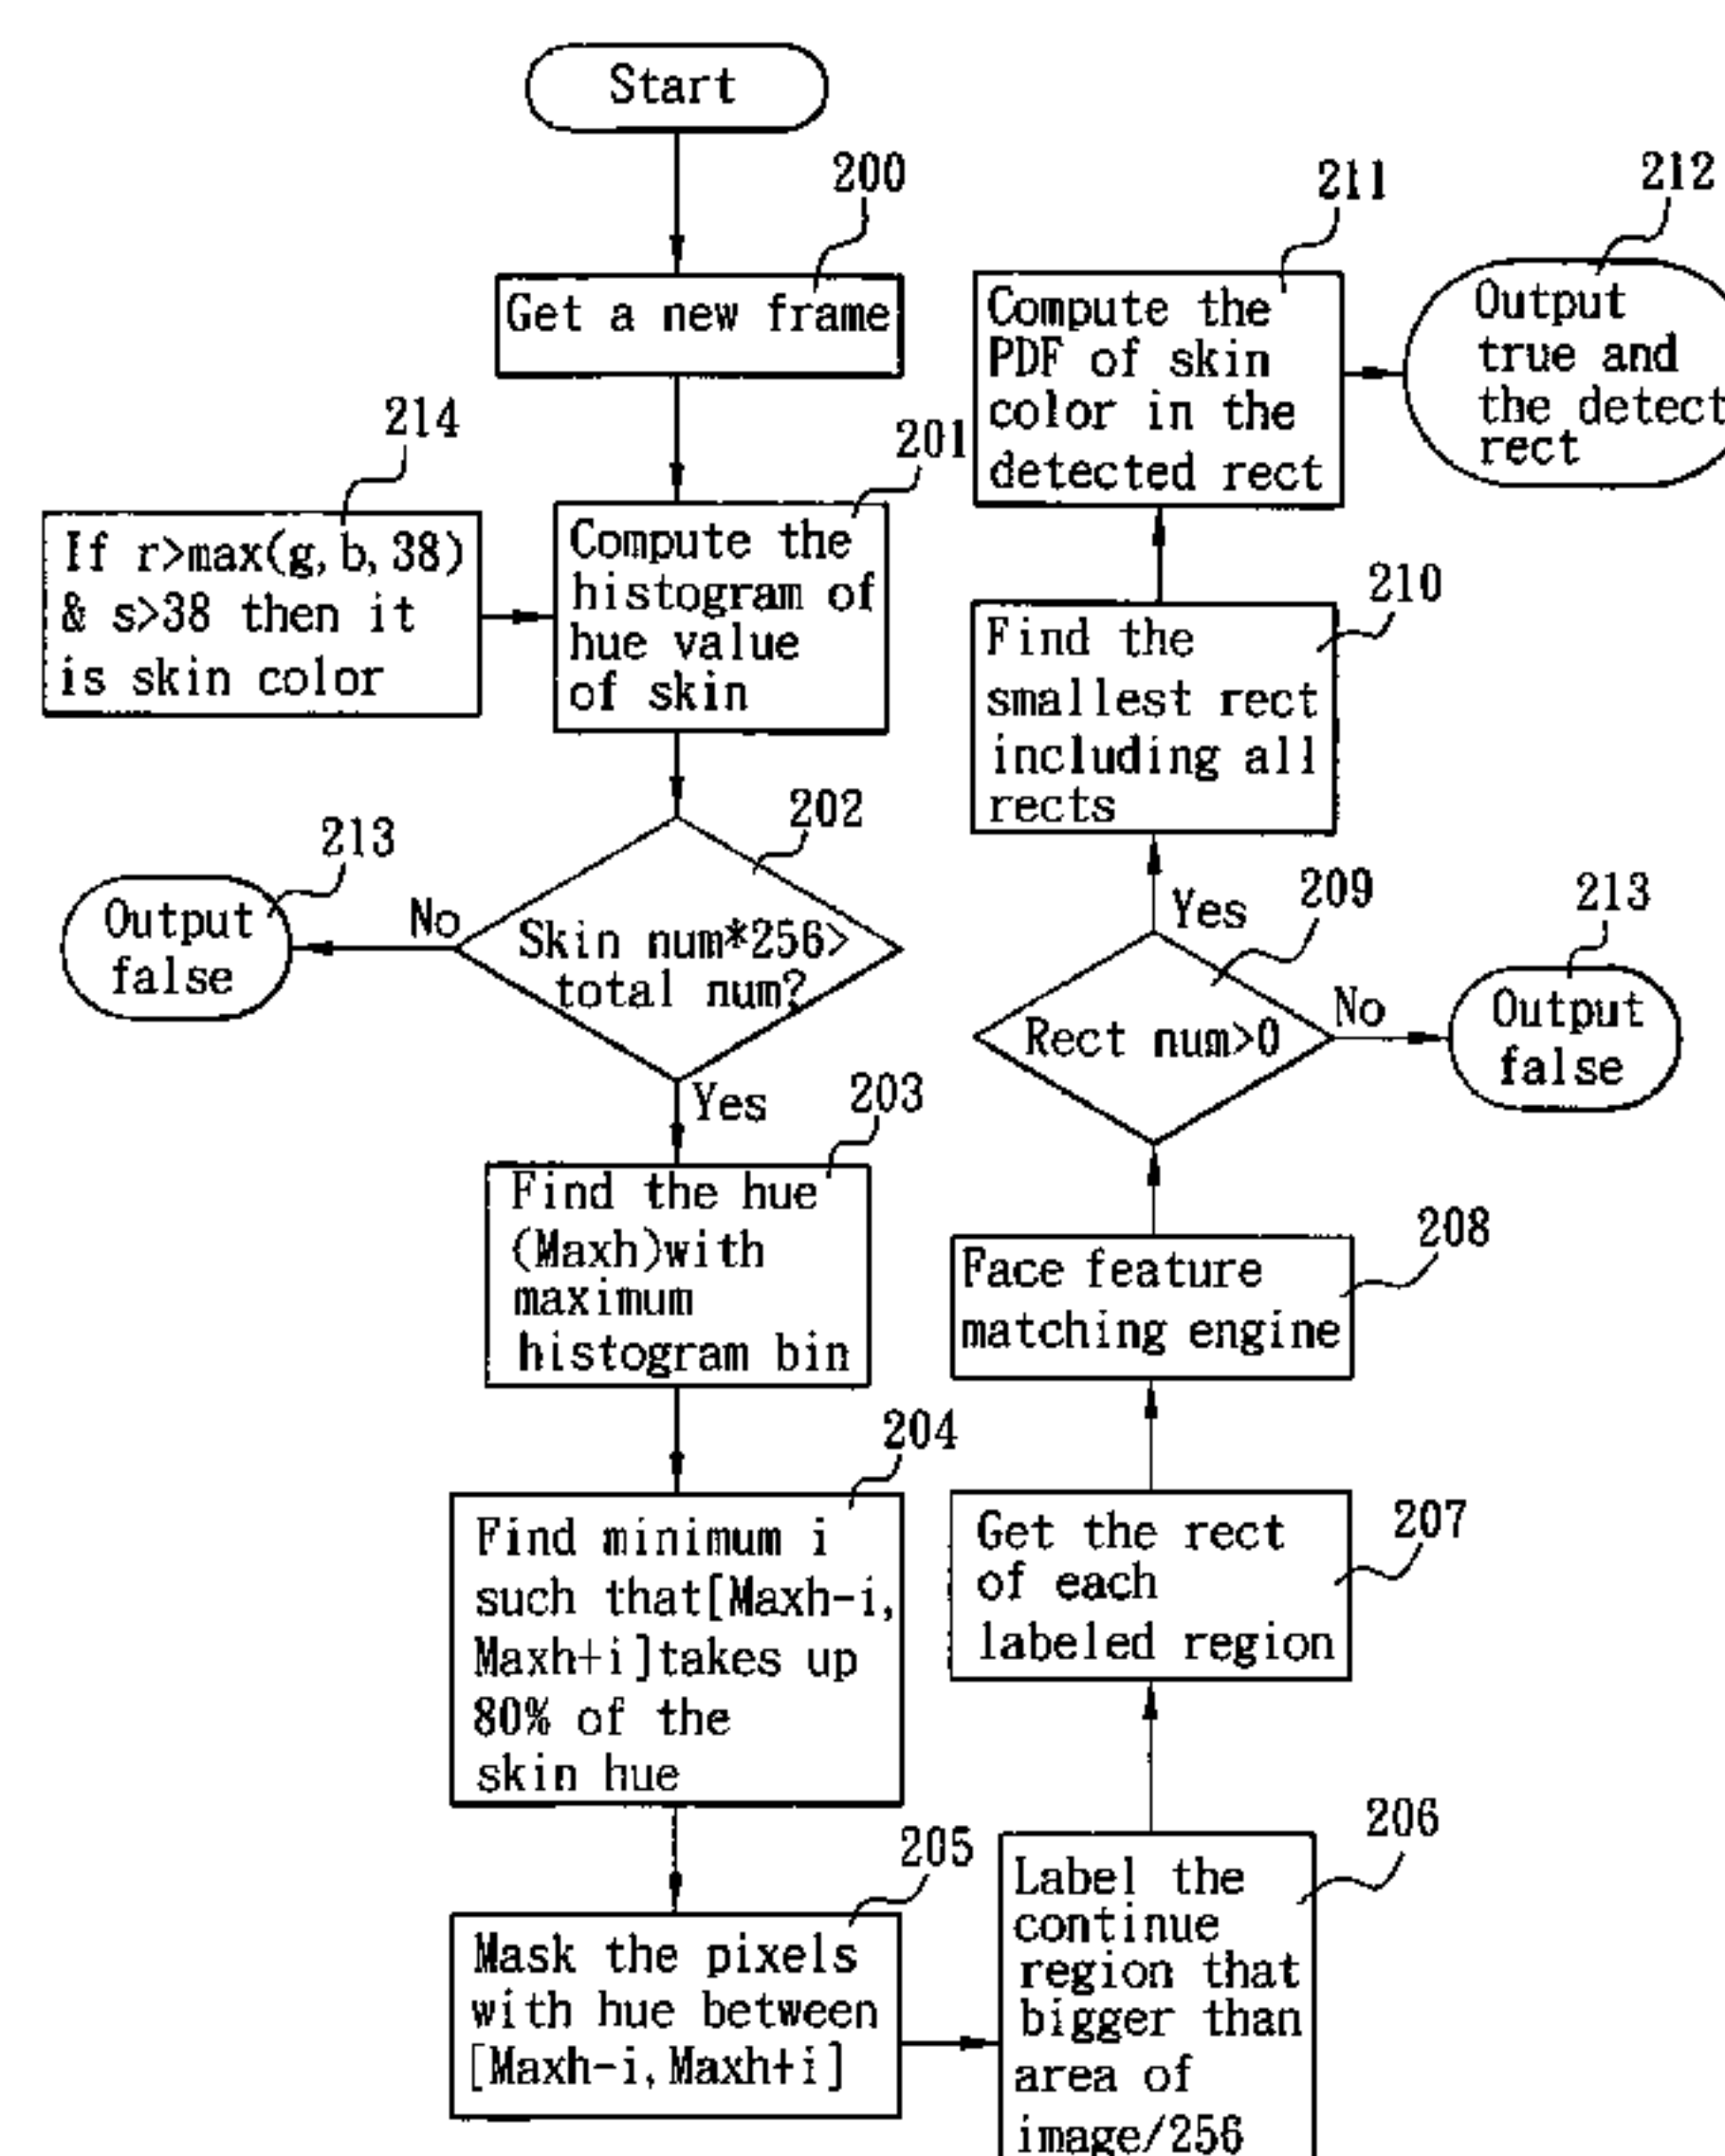 Start
200
Get a new frame
214
If r>max(g,b,38)
& s>38 then it
is skin color
201
Compute the
histogram of
hue value
of skin
202
Skin num*256>
total num?
No
213
Output
false
Yes
203
Find the hue
(Maxh)with
maximum
histogram bin
204
Find minimum i
such that[Maxh-i,
Maxh+i]takes up
80% of the
skin hue
205
Mask the pixels
with hue between
[Maxh-i,Maxh+i]
206
Label the
continue
region that
bigger than
area of
image/256
207
Get the rect
of each
labeled region
208
Face feature
matching engine
209
Rect num>0
No
213
Output
false
Yes
210
Find the
smallest rect
including all
rects
211
Compute the
PDF of skin
color in the
detected rect
212
Output
true and
the detect
rect